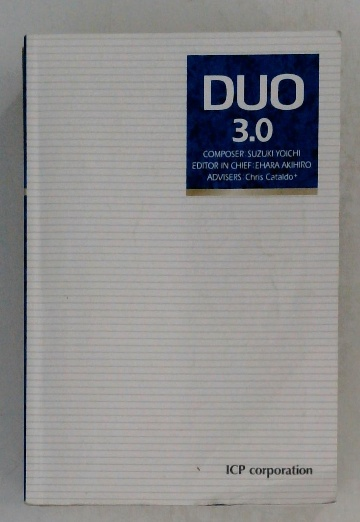 DUO
3.0
COMPOSER: SUZUKI YOICHI
EDITOR IN CHIEF: EHARA AKIHIRO
ADVISERS: Chris Cataldo+
ICP corporation